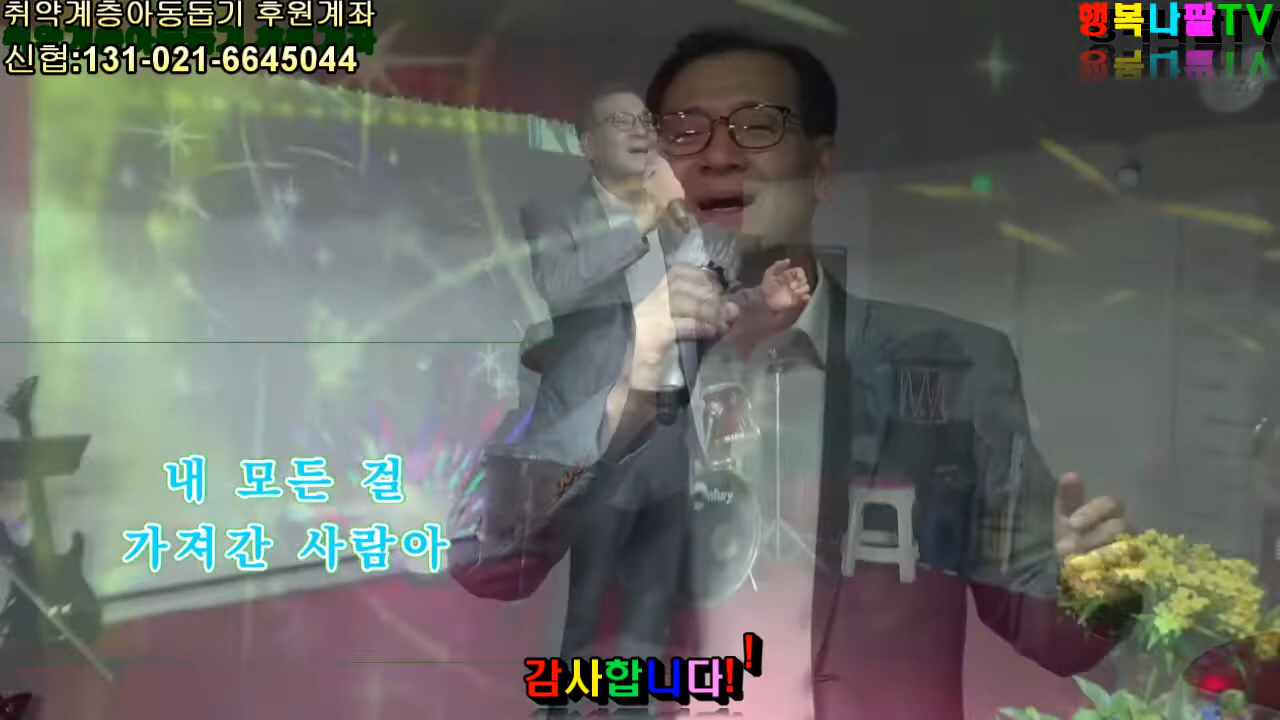 취약계층아동돕기 후원계좌
신협:131-021-6645044
행복나팔TV
내 모든 걸
가져간 사람아
감사합니다!!